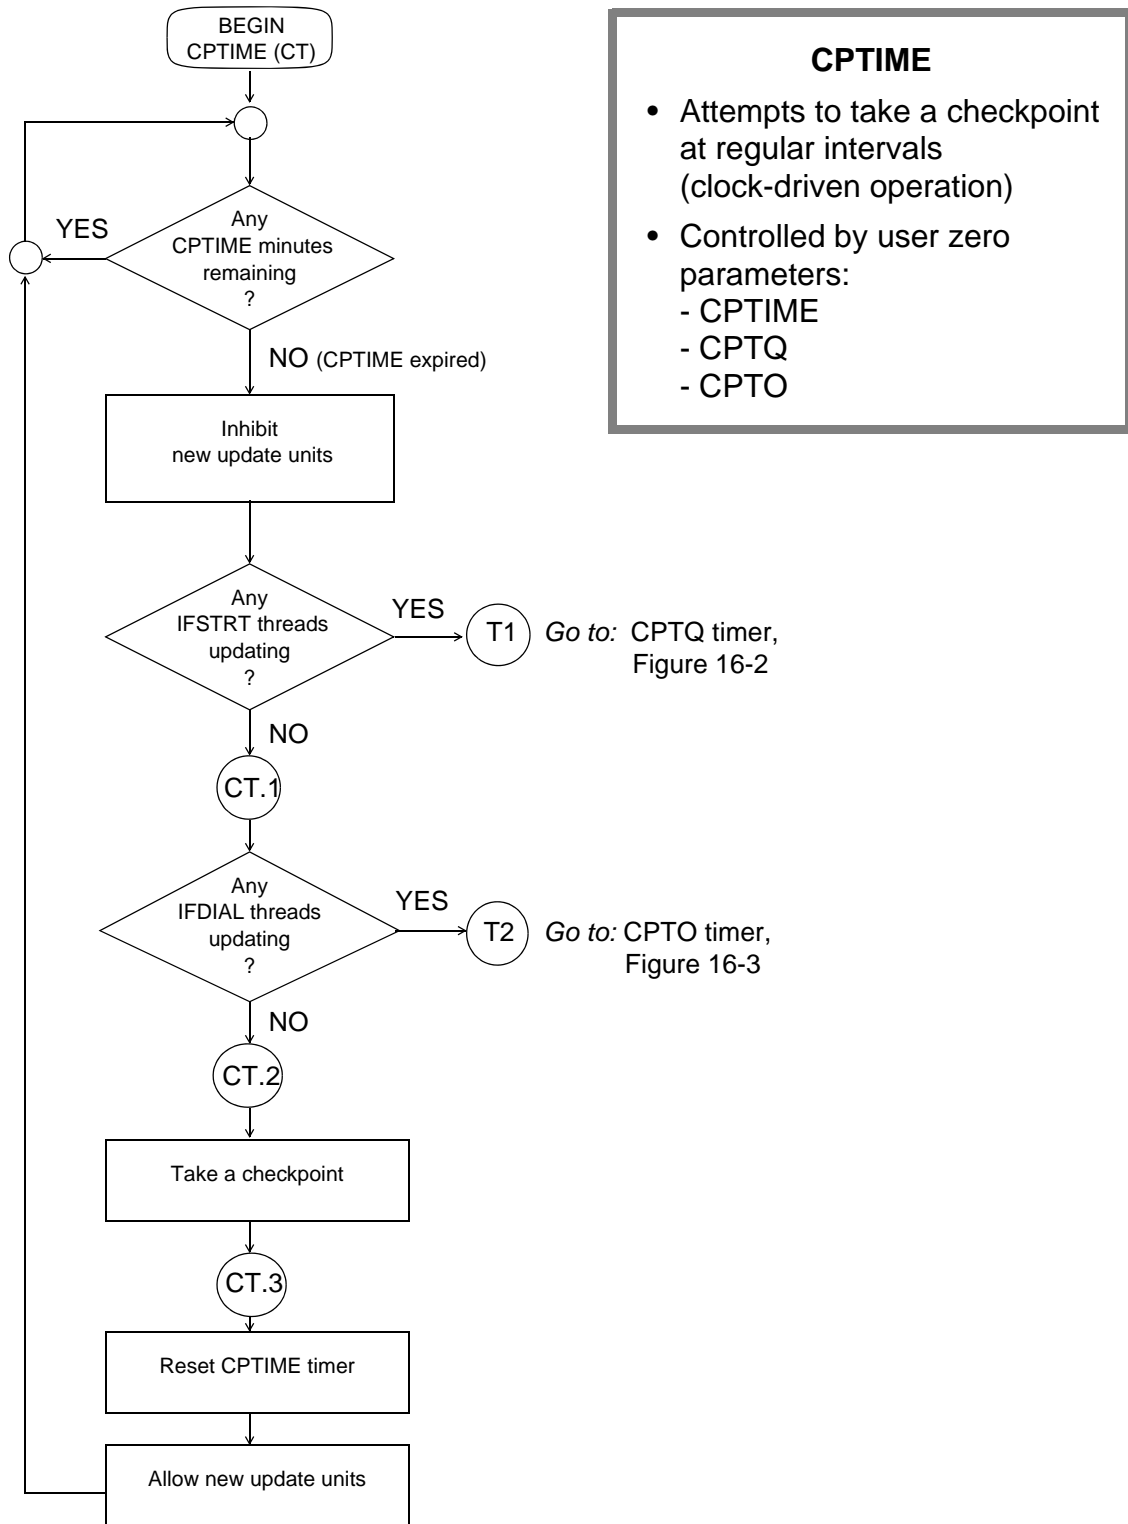 BEGIN
CPTIME (CT)
CPTIME
• Attempts to take a checkpoint
at regular intervals
(clock-driven operation)
• Controlled by user zero
parameters:
- CPTIME
- CPTQ
- CPTO
YES
Any
CPTIME minutes
remaining
?
NO (CPTIME expired)
Inhibit
new update units
Any
IFSTRT threads
updating
?
YES
T1
Go to: CPTQ timer,
Figure 16-2
NO
CT.1
Any
IFDIAL threads
updating
?
YES
T2
Go to: CPTO timer,
Figure 16-3
NO
CT.2
Take a checkpoint
CT.3
Reset CPTIME timer
Allow new update units